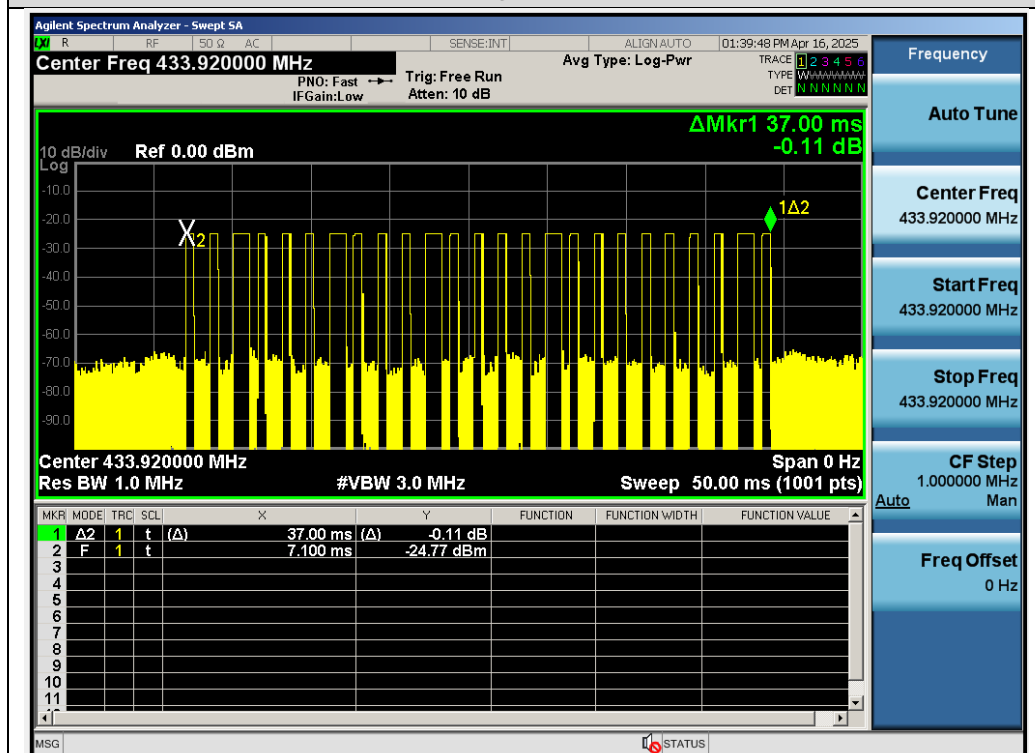 Agilent Spectrum Analyzer - Swept SA
LXI R RF 50 Ω AC SENSE:INT ALIGN AUTO 01:39:48 PM Apr 16, 2025
Center Freq 433.920000 MHz
PNO: Fast
IFGain:Low
Trig: Free Run
Atten: 10 dB
Avg Type: Log-Pwr
TRACE 1 2 3 4 5 6
TYPE WWWWWW
DET N N N N N N
ΔMkr1 37.00 ms
-0.11 dB
10 dB/div Ref 0.00 dBm
Log
-10.0
-20.0
-30.0
-40.0
-50.0
-60.0
-70.0
-80.0
-90.0
X2
1Δ2
Center 433.920000 MHz Span 0 Hz
Res BW 1.0 MHz #VBW 3.0 MHz Sweep 50.00 ms (1001 pts)
MKR MODE TRC SCL X Y FUNCTION FUNCTION WIDTH FUNCTION VALUE
1 Δ2 1 t (Δ) 37.00 ms (Δ) -0.11 dB
2 F 1 t 7.100 ms -24.77 dBm
3
4
5
6
7
8
9
10
11
MSG STATUS
Frequency
Auto Tune
Center Freq
433.920000 MHz
Start Freq
433.920000 MHz
Stop Freq
433.920000 MHz
CF Step
1.000000 MHz
Auto Man
Freq Offset
0 Hz